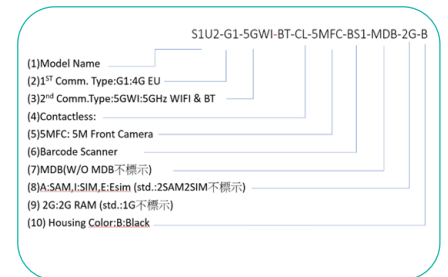 S1U2-G1-5GWI-BT-CL-5MFC-BS1-MDB-2G-B
(1)Model Name
(2)1ST Comm. Type:G1:4G EU
(3)2nd Comm.Type:5GWI:5GHz WIFI & BT
(4)Contactless:
(5)5MFC: 5M Front Camera
(6)Barcode Scanner
(7)MDB(W/O MDB不標示)
(8)A:SAM,I:SIM,E:Esim (std.:2SAM2SIM不標示)
(9) 2G:2G RAM (std.:1G不標示)
(10) Housing Color:B:Black